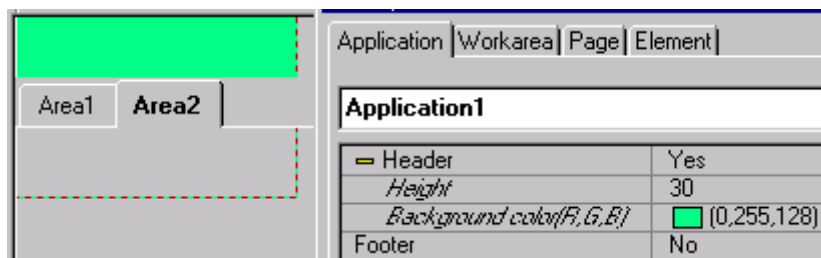 Application Workarea Page Element
Area1 Area2
Application1
Header Yes
Height 30
Background color(R,G,B) (0,255,128)
Footer No